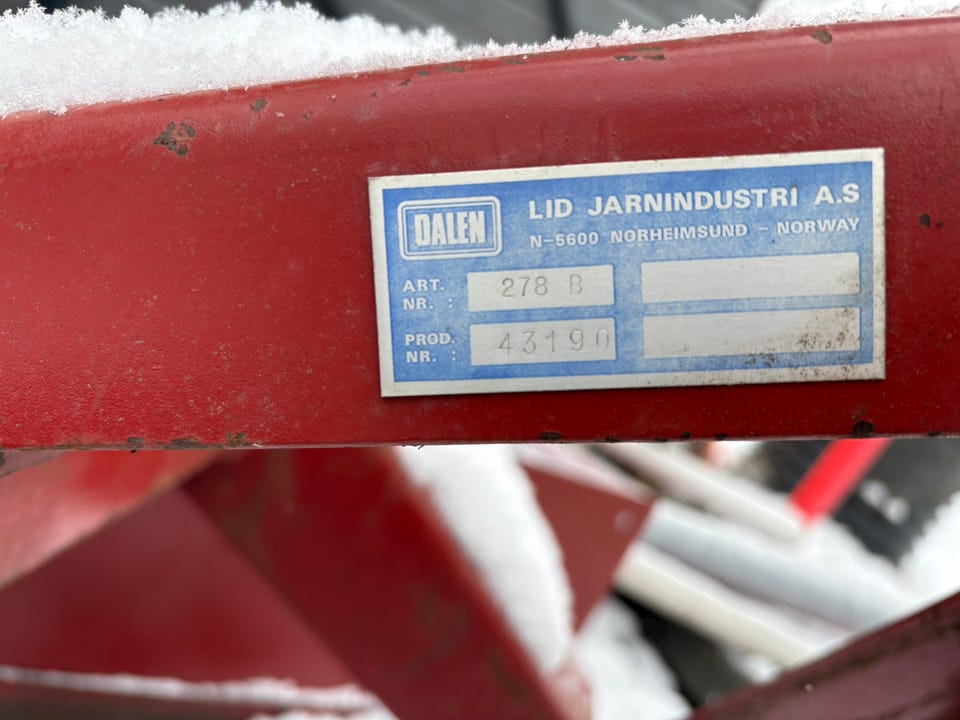 DALEN
LID JARNINDUSTRI A.S
N-5600 NORHEIMSUND - NORWAY
ART.
NR. : 278 B
PROD.
NR. : 43190